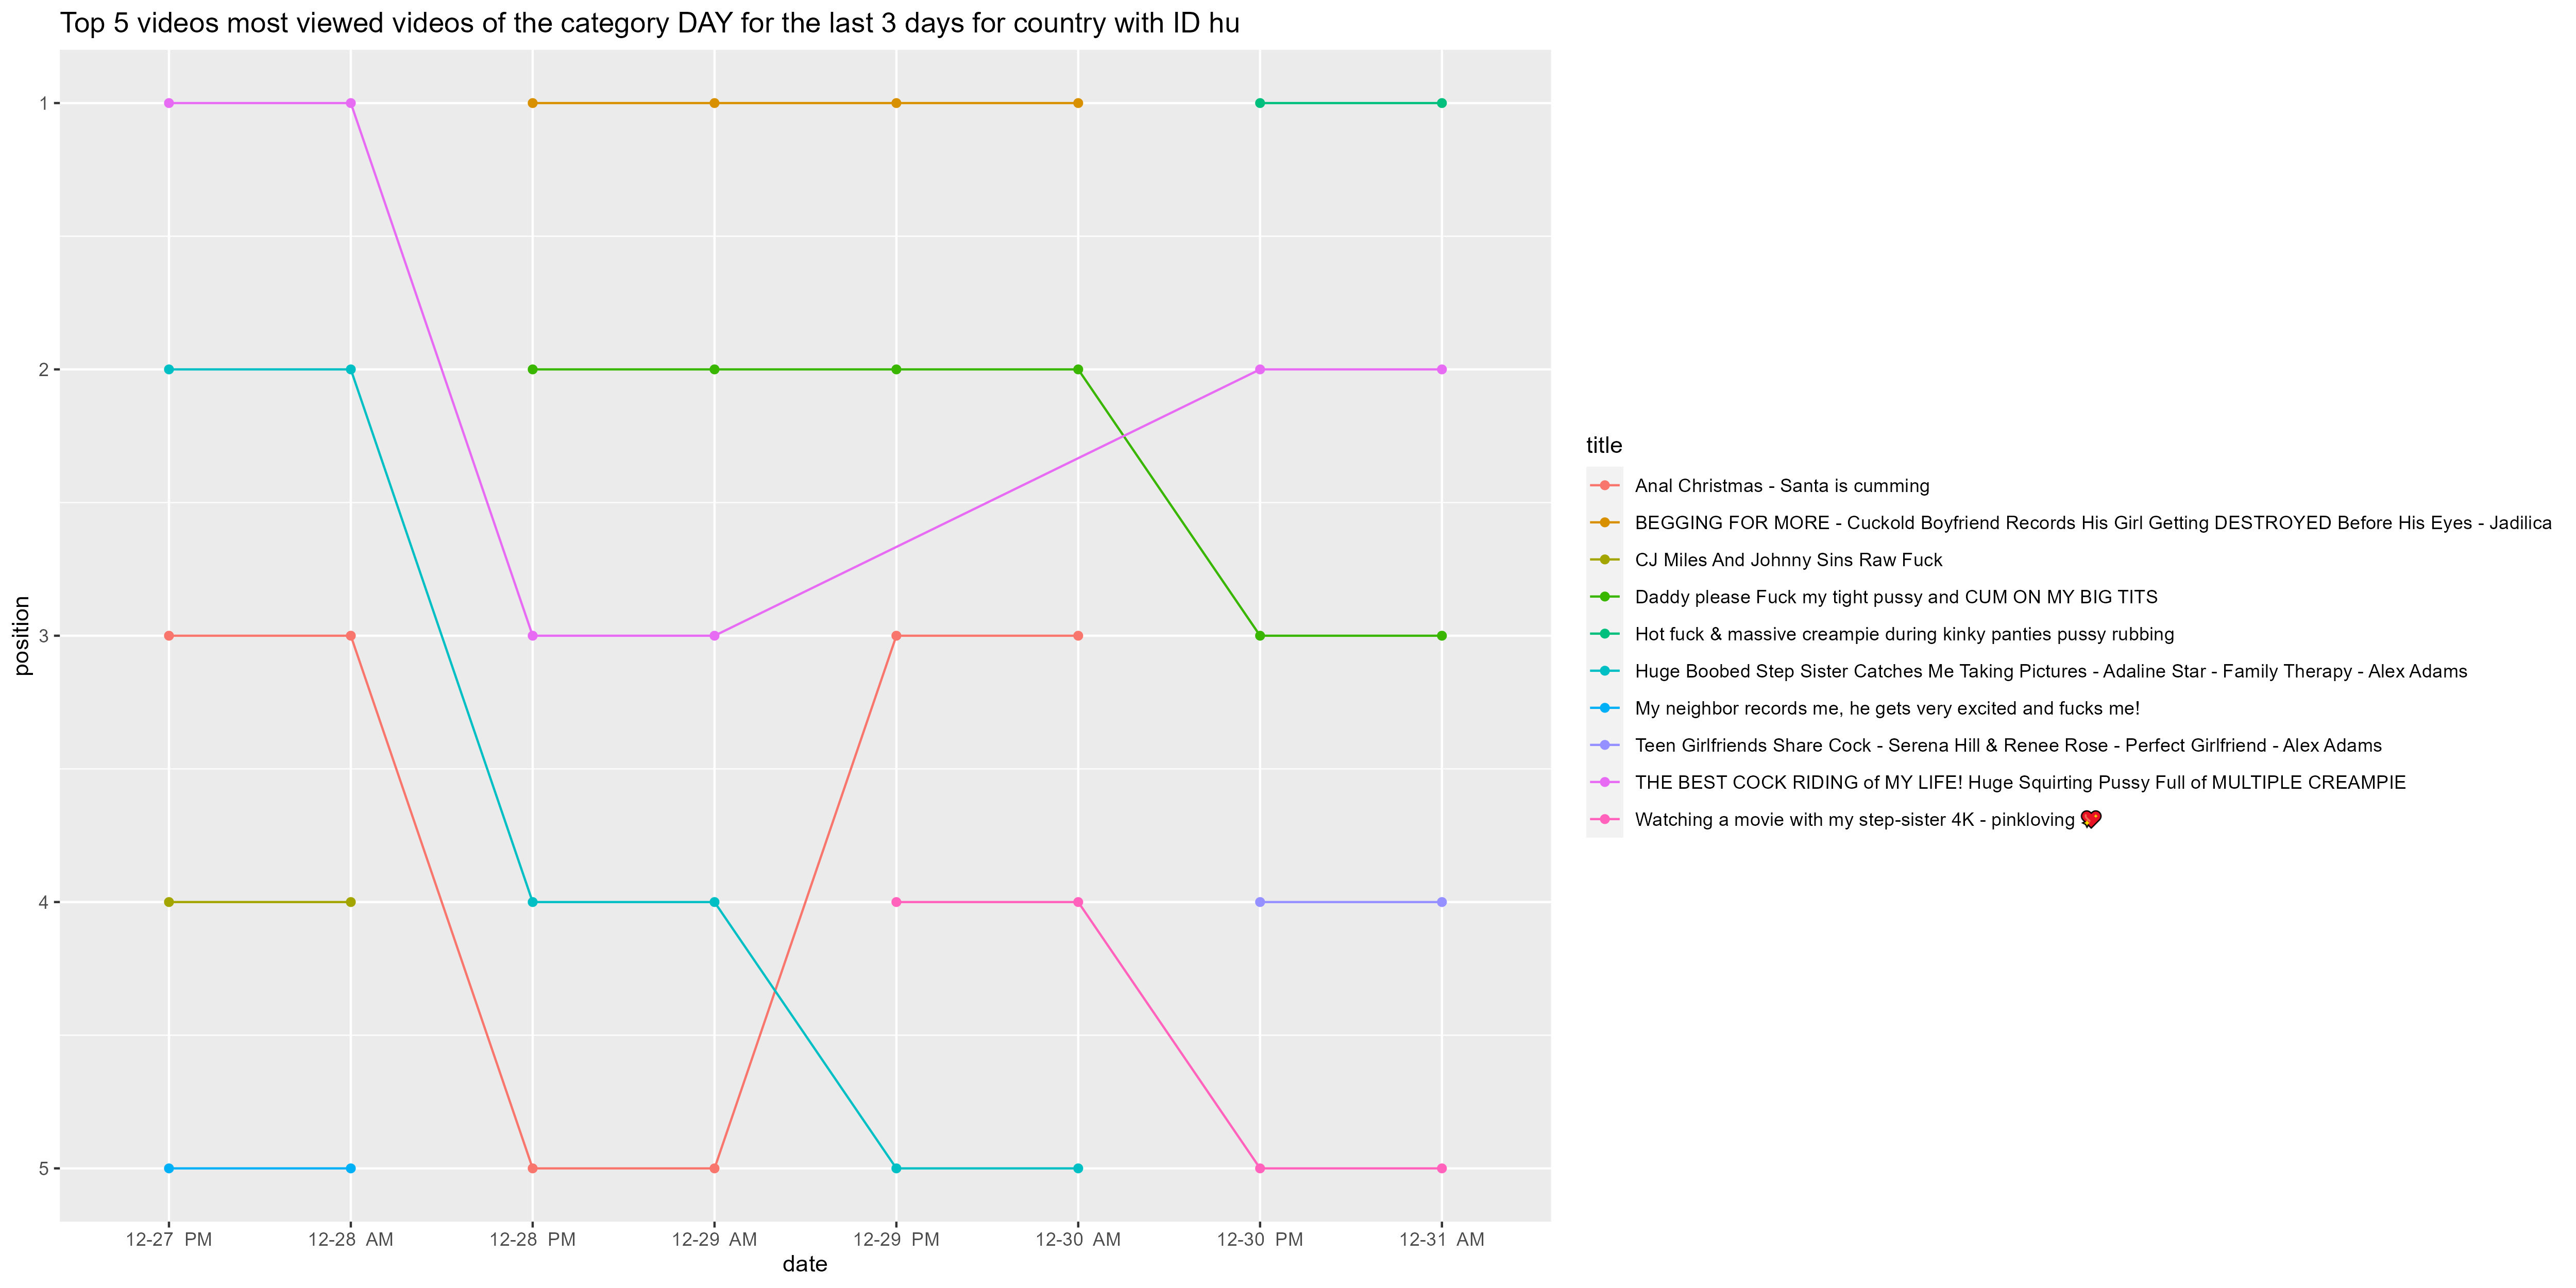 Top 5 videos most viewed videos of the category DAY for the last 3 days for country with ID hu
position
1
2
3
4
5
12-27 PM
12-28 AM
12-28 PM
12-29 AM
12-29 PM
12-30 AM
12-30 PM
12-31 AM
date
title
Anal Christmas - Santa is cumming
BEGGING FOR MORE - Cuckold Boyfriend Records His Girl Getting DESTROYED Before His Eyes - Jadilica
CJ Miles And Johnny Sins Raw Fuck
Daddy please Fuck my tight pussy and CUM ON MY BIG TITS
Hot fuck & massive creampie during kinky panties pussy rubbing
Huge Boobed Step Sister Catches Me Taking Pictures - Adaline Star - Family Therapy - Alex Adams
My neighbor records me, he gets very excited and fucks me!
Teen Girlfriends Share Cock - Serena Hill & Renee Rose - Perfect Girlfriend - Alex Adams
THE BEST COCK RIDING of MY LIFE! Huge Squirting Pussy Full of MULTIPLE CREAMPIE
Watching a movie with my step-sister 4K - pinkloving 💖